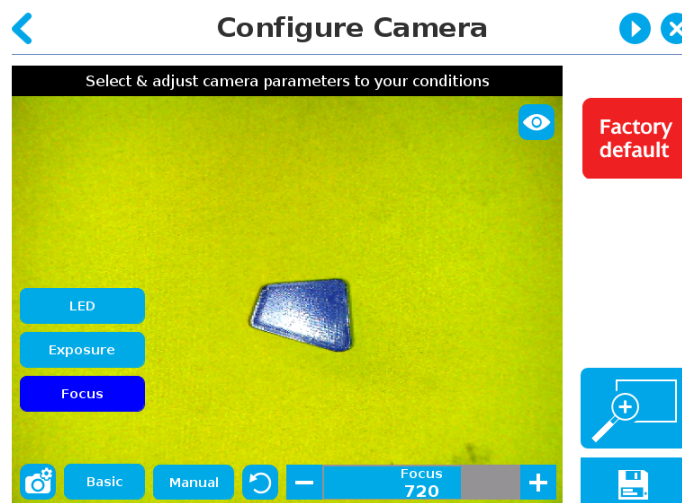 Configure Camera
Select & adjust camera parameters to your conditions
Factory
default
LED
Exposure
Focus
Basic
Manual
Focus
720